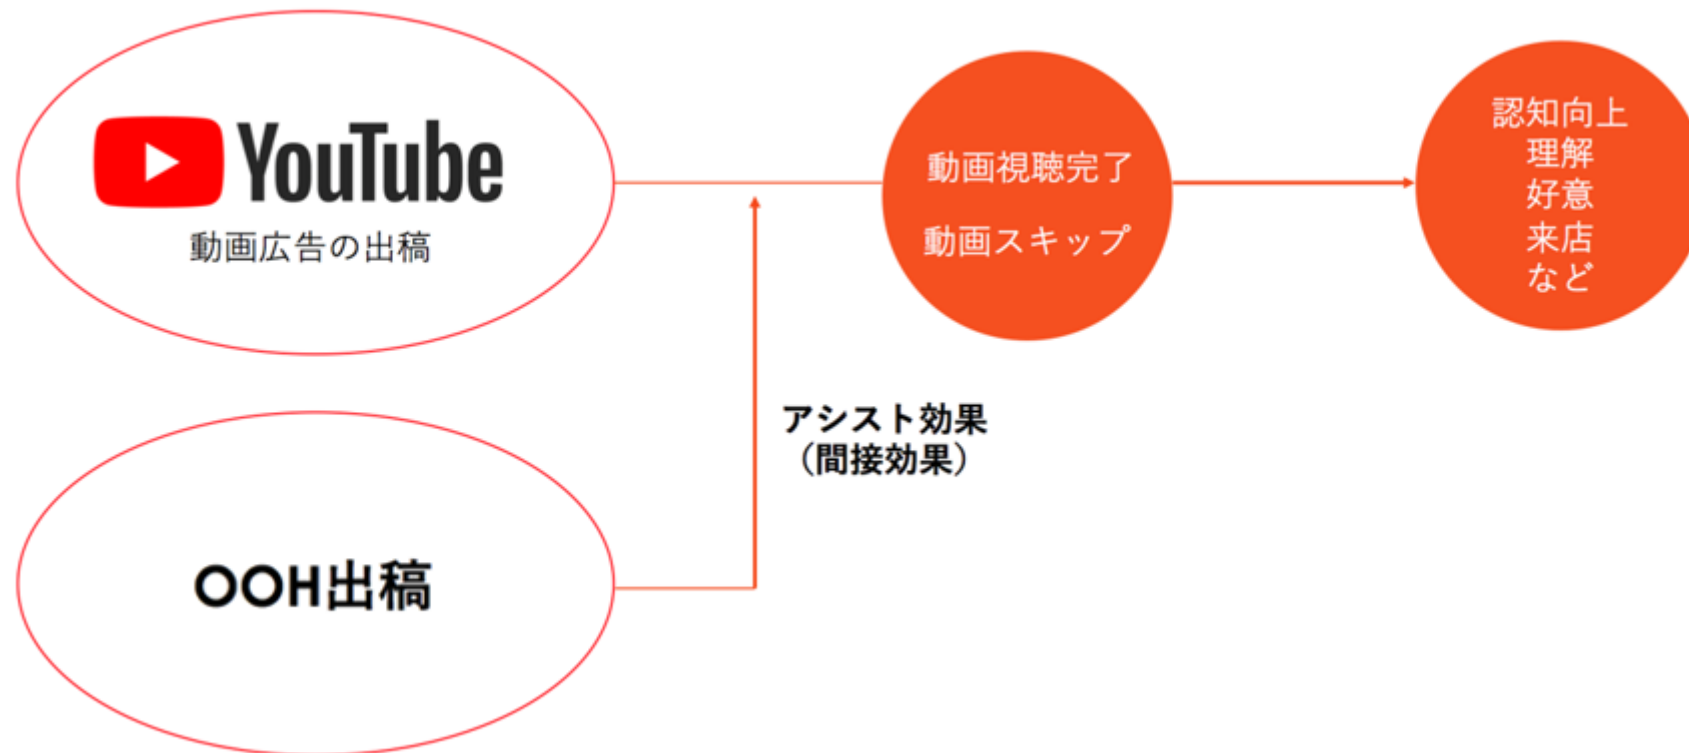 YouTube
動画広告の出稿
動画視聴完了
動画スキップ
認知向上
理解
好意
来店
など
アシスト効果
（間接効果）
OOH出稿